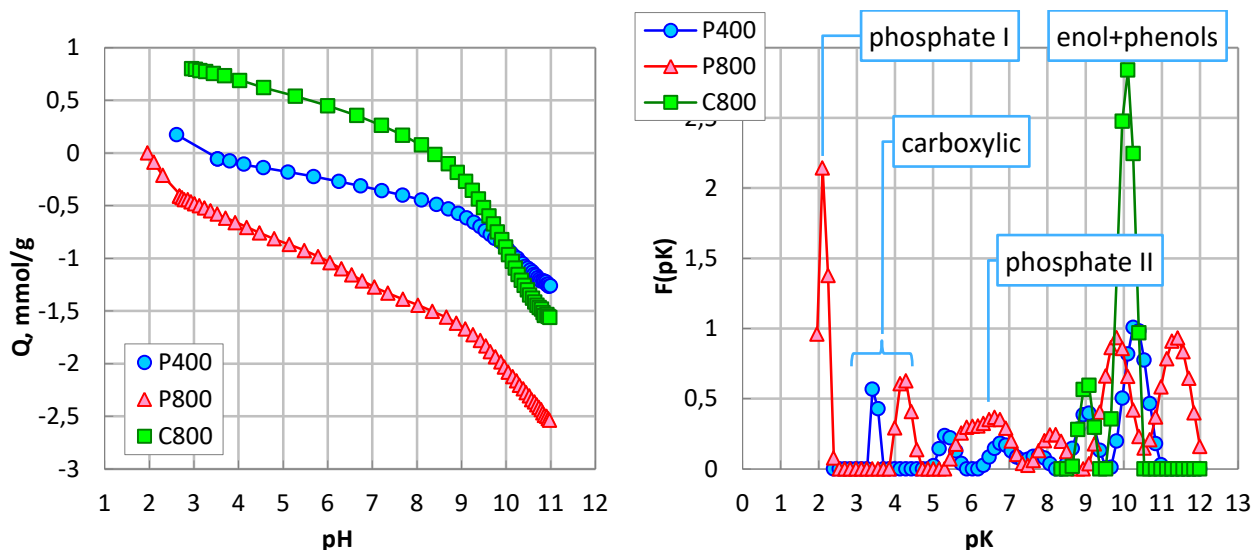 1
0,5
0
-0,5
-1
-1,5
-2
-2,5
-3
Q, mmol/g
P400
P800
C800
1 2 3 4 5 6 7 8 9 10 11 12
pH
P400
P800
C800
phosphate I
enol+phenols
carboxylic
phosphate II
2,5
2
1,5
1
0,5
0
F(pK)
0 1 2 3 4 5 6 7 8 9 10 11 12 13
pK